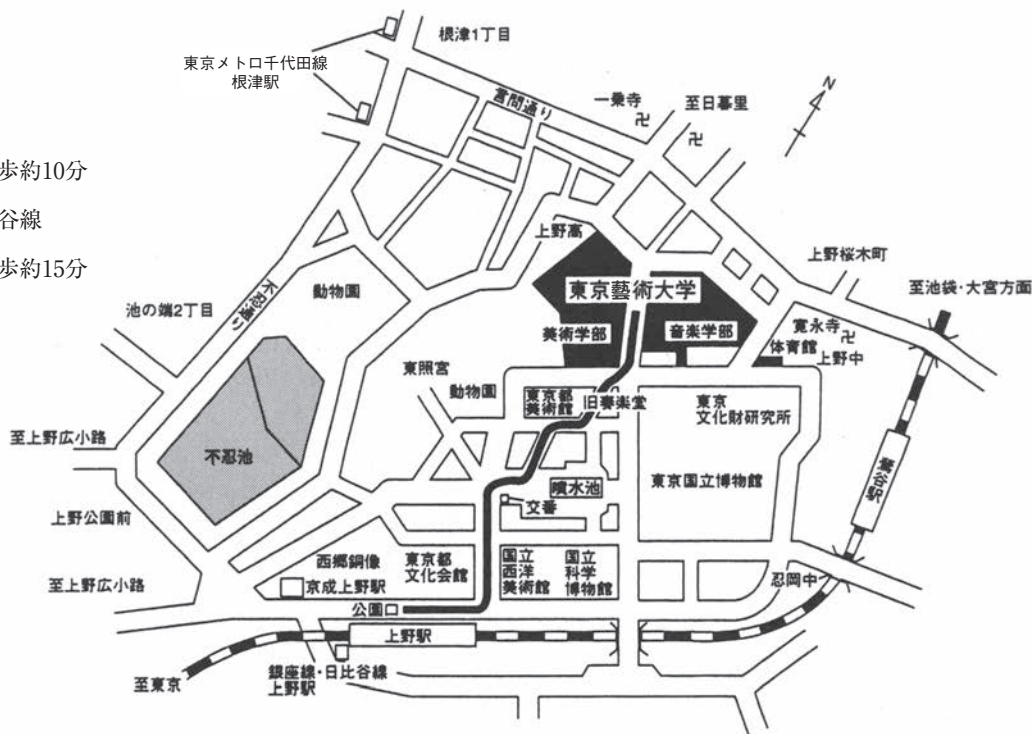 根津1丁目
東京メトロ千代田線
根津駅
言問通り
一乗寺
至日暮里
N
歩約10分
谷線
歩約15分
上野高
上野桜木町
東京藝術大学
至池袋・大宮方面
動物園
不忍通り
池の端2丁目
美術学部
音楽学部
寛永寺
体育館
上野中
東照宮
動物園
東京都
美術館
旧奏楽堂
東京
文化財研究所
至上野広小路
不忍池
鶯谷駅
噴水池
東京国立博物館
交番
上野公園前
西郷銅像
東京都
文化会館
国立
西洋
美術館
国立
科学
博物館
至上野広小路
京成上野駅
忍岡中
公園口
上野駅
至東京
銀座線・日比谷線
上野駅